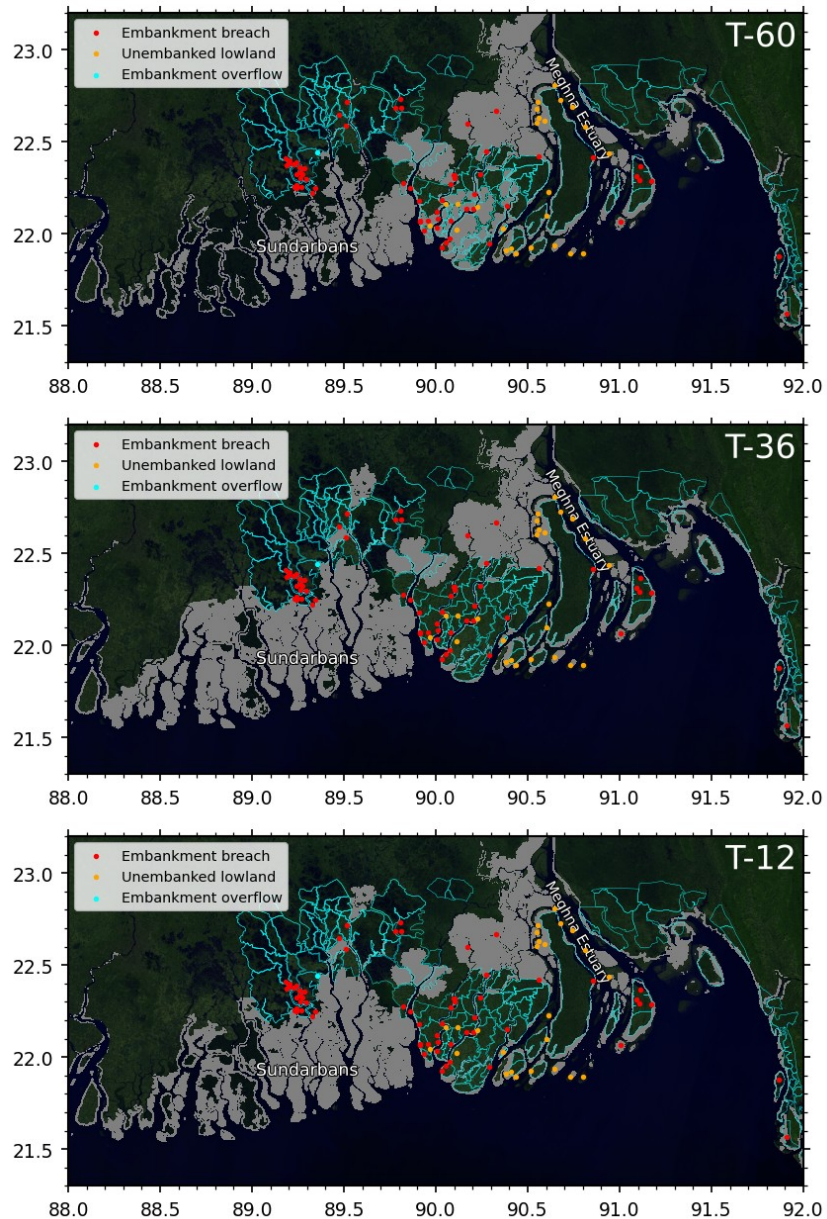 T-60
Embankment breach
Unembanked lowland
Embankment overflow
Meghna Estuary
Sundarbans
23.0
22.5
22.0
21.5
88.0 88.5 89.0 89.5 90.0 90.5 91.0 91.5 92.0
T-36
Embankment breach
Unembanked lowland
Embankment overflow
Meghna Estuary
Sundarbans
23.0
22.5
22.0
21.5
88.0 88.5 89.0 89.5 90.0 90.5 91.0 91.5 92.0
T-12
Embankment breach
Unembanked lowland
Embankment overflow
Meghna Estuary
Sundarbans
23.0
22.5
22.0
21.5
88.0 88.5 89.0 89.5 90.0 90.5 91.0 91.5 92.0